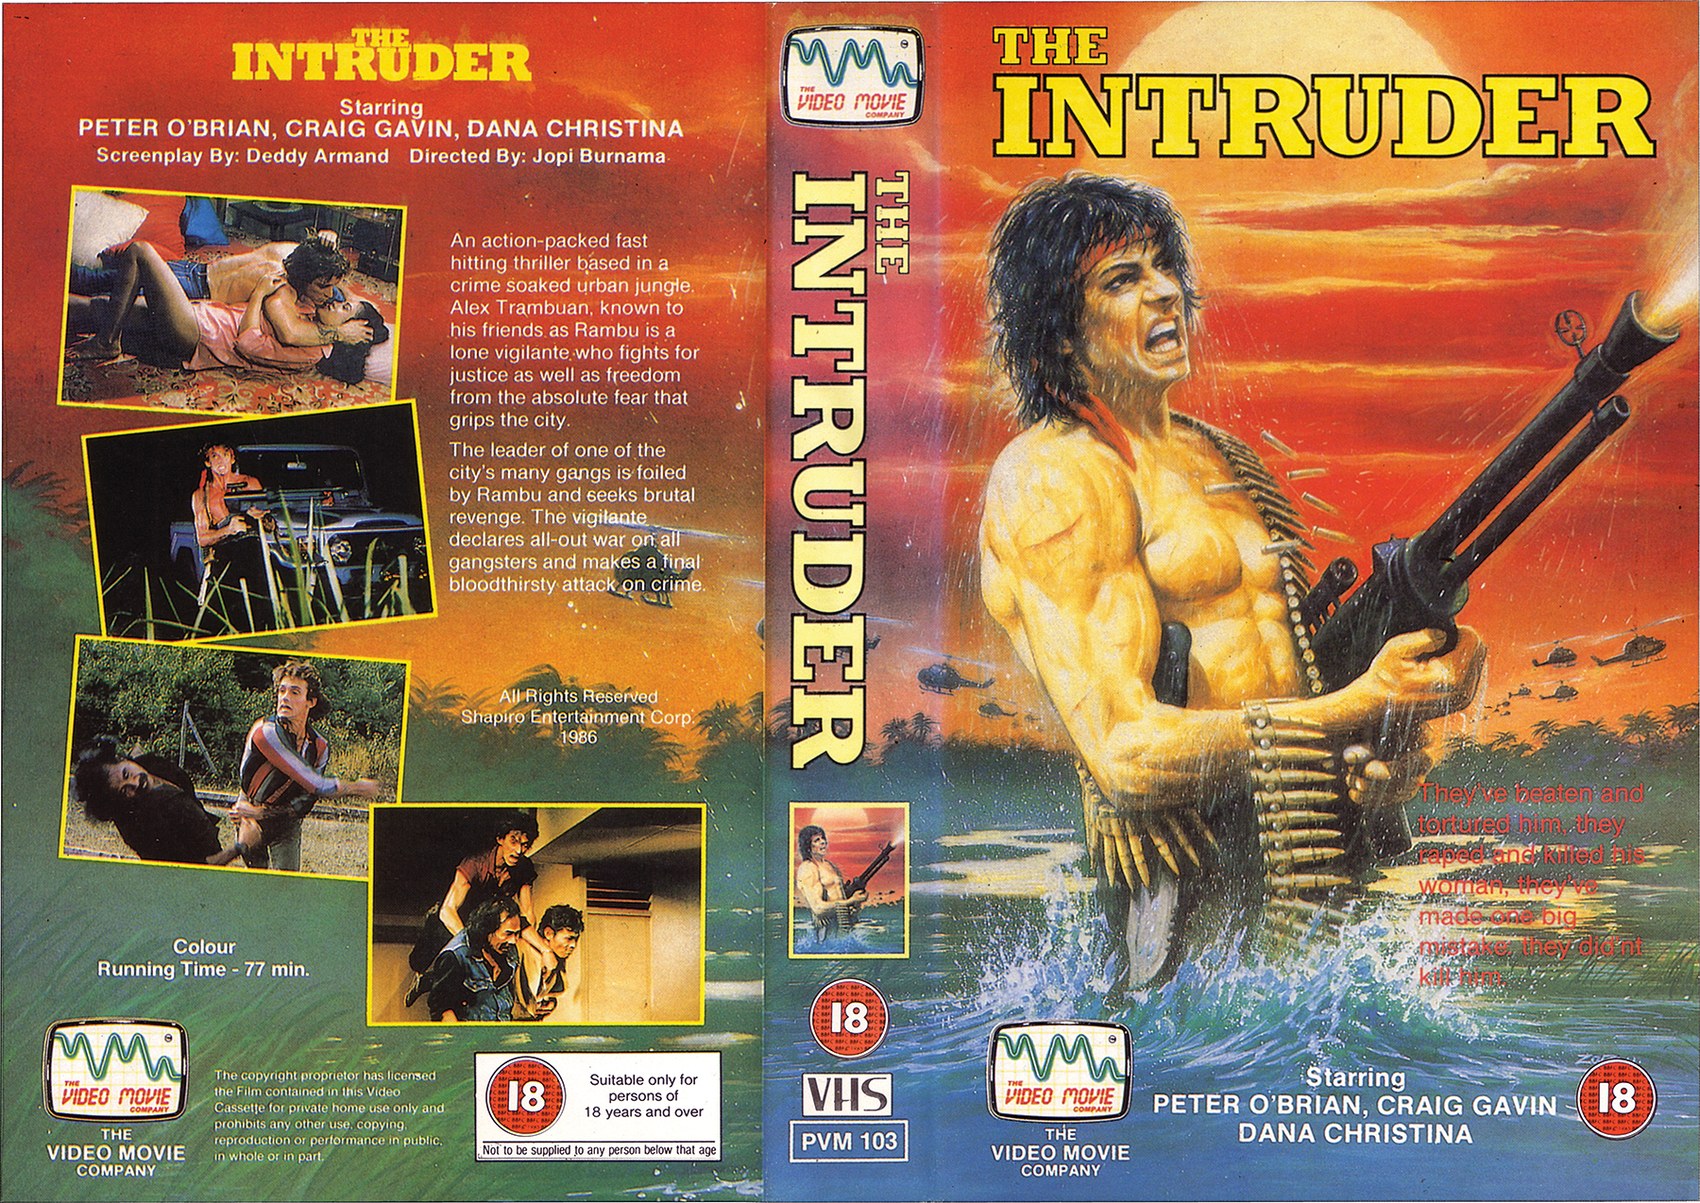 THE
INTRUDER
Starring
PETER O'BRIAN, CRAIG GAVIN, DANA CHRISTINA
Screenplay By: Deddy Armand Directed By: Jopi Burnama
An action-packed fast
hitting thriller based in a
crime soaked urban jungle.
Alex Trambuan, known to
his friends as Rambu is a
lone vigilante who fights for
justice as well as freedom
from the absolute fear that
grips the city.
The leader of one of the
city's many gangs is foiled
by Rambu and seeks brutal
revenge. The vigilante
declares all-out war on all
gangsters and makes a final
bloodthirsty attack on crime.
All Rights Reserved
Shapiro Entertainment Corp.
1986
Colour
Running Time - 77 min.
THE
VIDEO MOVIE
COMPANY
THE
VIDEO MOVIE
COMPANY
The copyright proprietor has licensed
the Film contained in this Video
Cassette for private home use only and
prohibits any other use, copying,
reproduction or performance in public,
in whole or in part.
18
Suitable only for
persons of
18 years and over
Not to be supplied to any person below that age
THE
VIDEO MOVIE
COMPANY
THE
INTRUDER
18
VHS
PVM 103
THE
INTRUDER
They've beaten and
tortured him, they
raped and killed his
woman, they've
made one big
mistake, they did'nt
kill him.
THE
VIDEO MOVIE
COMPANY
THE
VIDEO MOVIE
COMPANY
Starring
PETER O'BRIAN, CRAIG GAVIN
DANA CHRISTINA
18